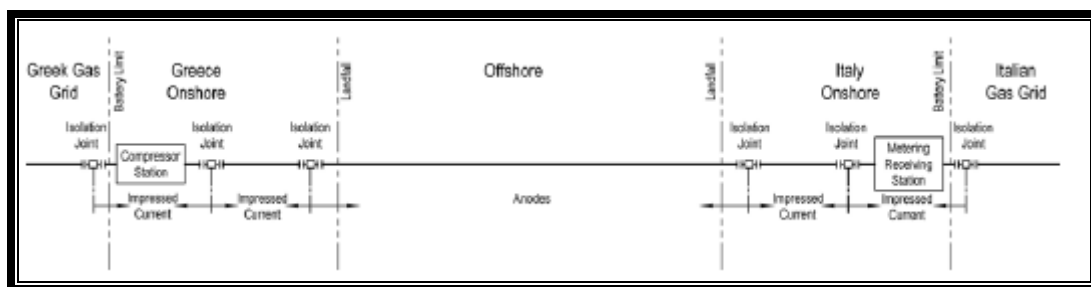 Greek Gas
Grid
Battery Limit
Greece
Onshore
Landfall
Offshore
Landfall
Italy
Onshore
Battery Limit
Italian
Gas Grid
Isolation
Joint
Compressor
Station
Isolation
Joint
Isolation
Joint
Isolation
Joint
Isolation
Joint
Metering
Receiving
Station
Isolation
Joint
Impressed
Current
Impressed
Current
Anodes
Impressed
Current
Impressed
Current